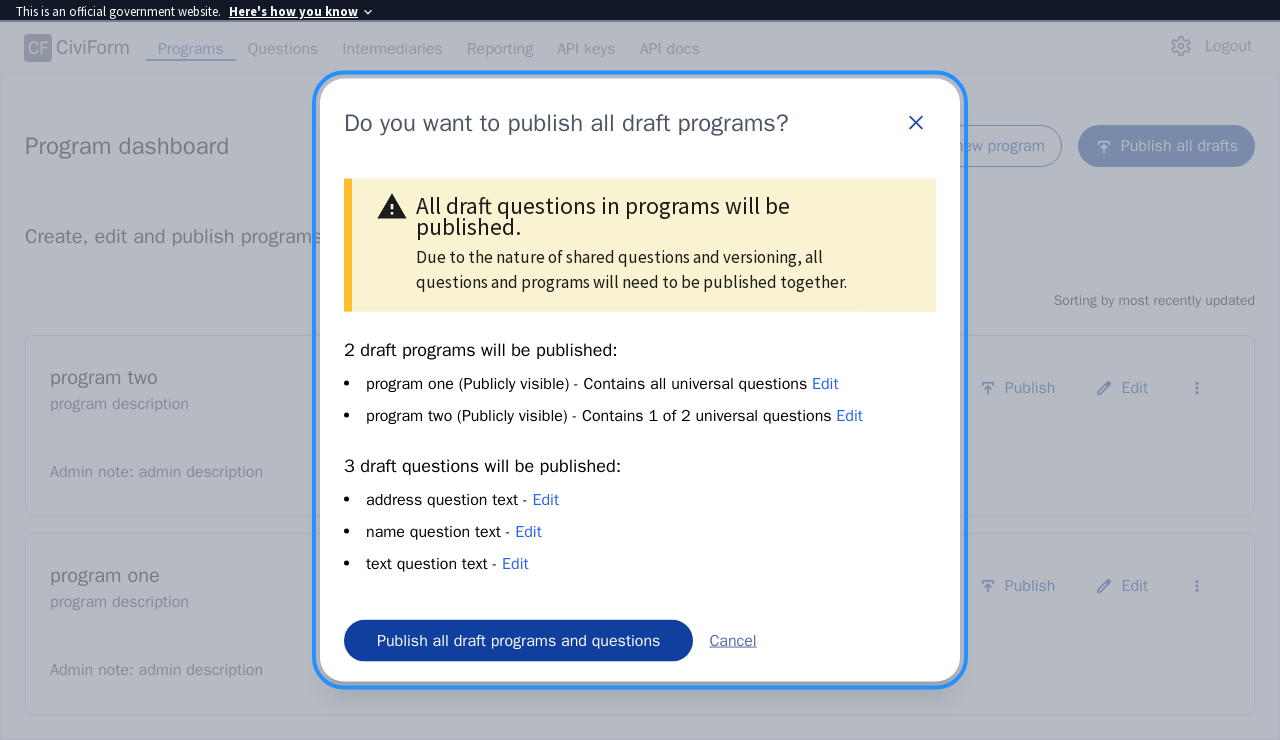 This is an official government website. Here's how you know
CF CiviForm Programs Questions Intermediaries Reporting API keys API docs Logout
Do you want to publish all draft programs?
Program dashboard
new program
Publish all drafts
All draft questions in programs will be
published.
Due to the nature of shared questions and versioning, all
questions and programs will need to be published together.
Create, edit and publish programs
Sorting by most recently updated
2 draft programs will be published:
• program one (Publicly visible) - Contains all universal questions Edit
• program two (Publicly visible) - Contains 1 of 2 universal questions Edit
3 draft questions will be published:
• address question text - Edit
• name question text - Edit
• text question text - Edit
Publish all draft programs and questions Cancel
program two
program description
Admin note: admin description
Publish Edit
program one
program description
Admin note: admin description
Publish Edit